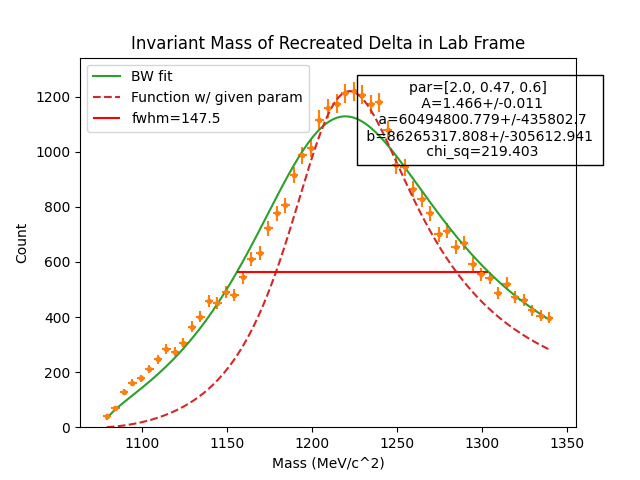 Invariant Mass of Recreated Delta in Lab Frame
BW fit
Function w/ given param
fwhm=147.5
par=[2.0, 0.47, 0.6]
A=1.466+/-0.011
a=60494800.779+/-435802.7
b=86265317.808+/-305612.941
chi_sq=219.403
Count
1200
1000
800
600
400
200
0
1100
1150
1200
1250
1300
1350
Mass (MeV/c^2)